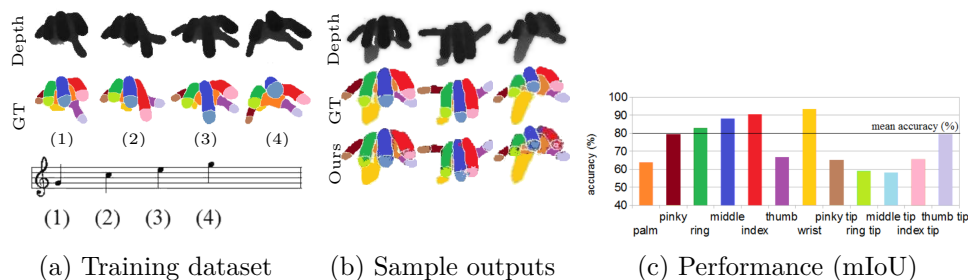 Depth
GT
(1) (2) (3) (4)
(1) (2) (3) (4)
(a) Training dataset
Depth
GT
Ours
(b) Sample outputs
accuracy (%)
100
90
80
70
60
50
40
mean accuracy (%)
pinky middle thumb pinky tip middle tip thumb tip
palm ring index wrist ring tip index tip
(c) Performance (mIoU)